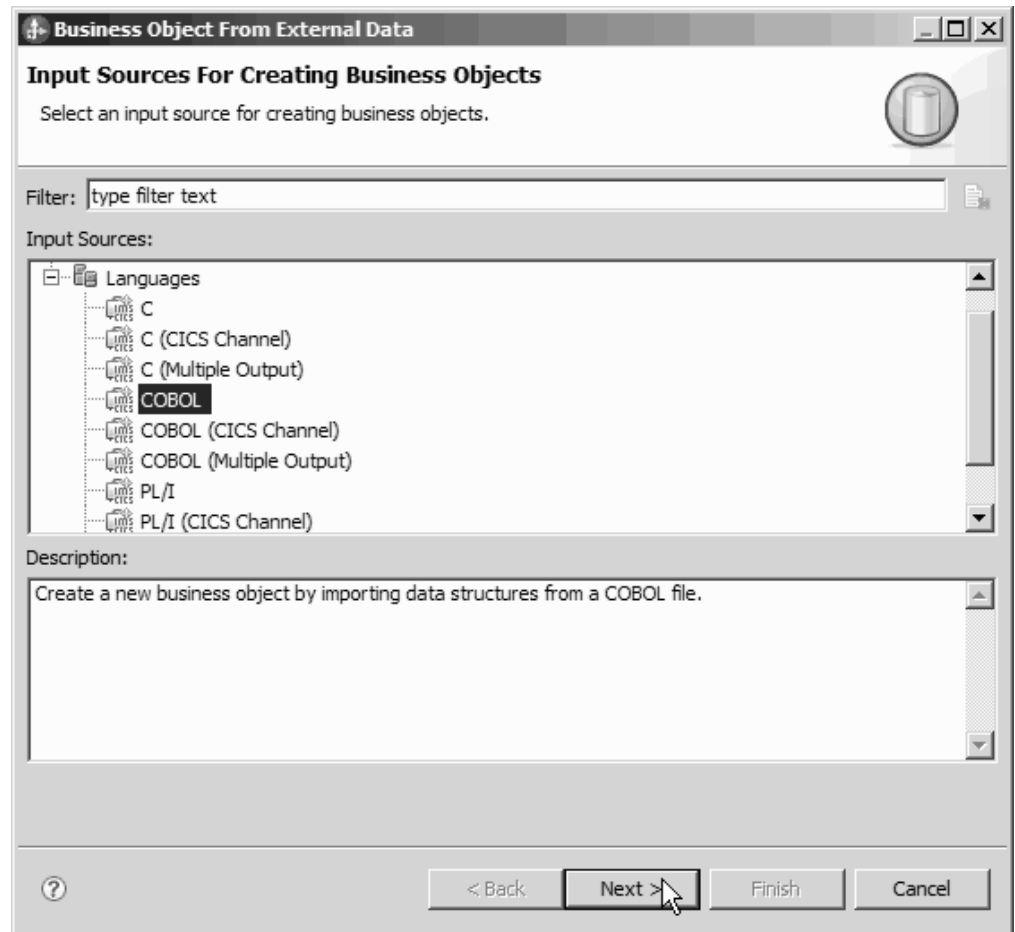 Business Object From External Data
Input Sources For Creating Business Objects
Select an input source for creating business objects.
Filter: type filter text
Input Sources:
Languages
C
C (CICS Channel)
C (Multiple Output)
COBOL
COBOL (CICS Channel)
COBOL (Multiple Output)
PL/I
PL/I (CICS Channel)
Description:
Create a new business object by importing data structures from a COBOL file.
? < Back Next > Finish Cancel